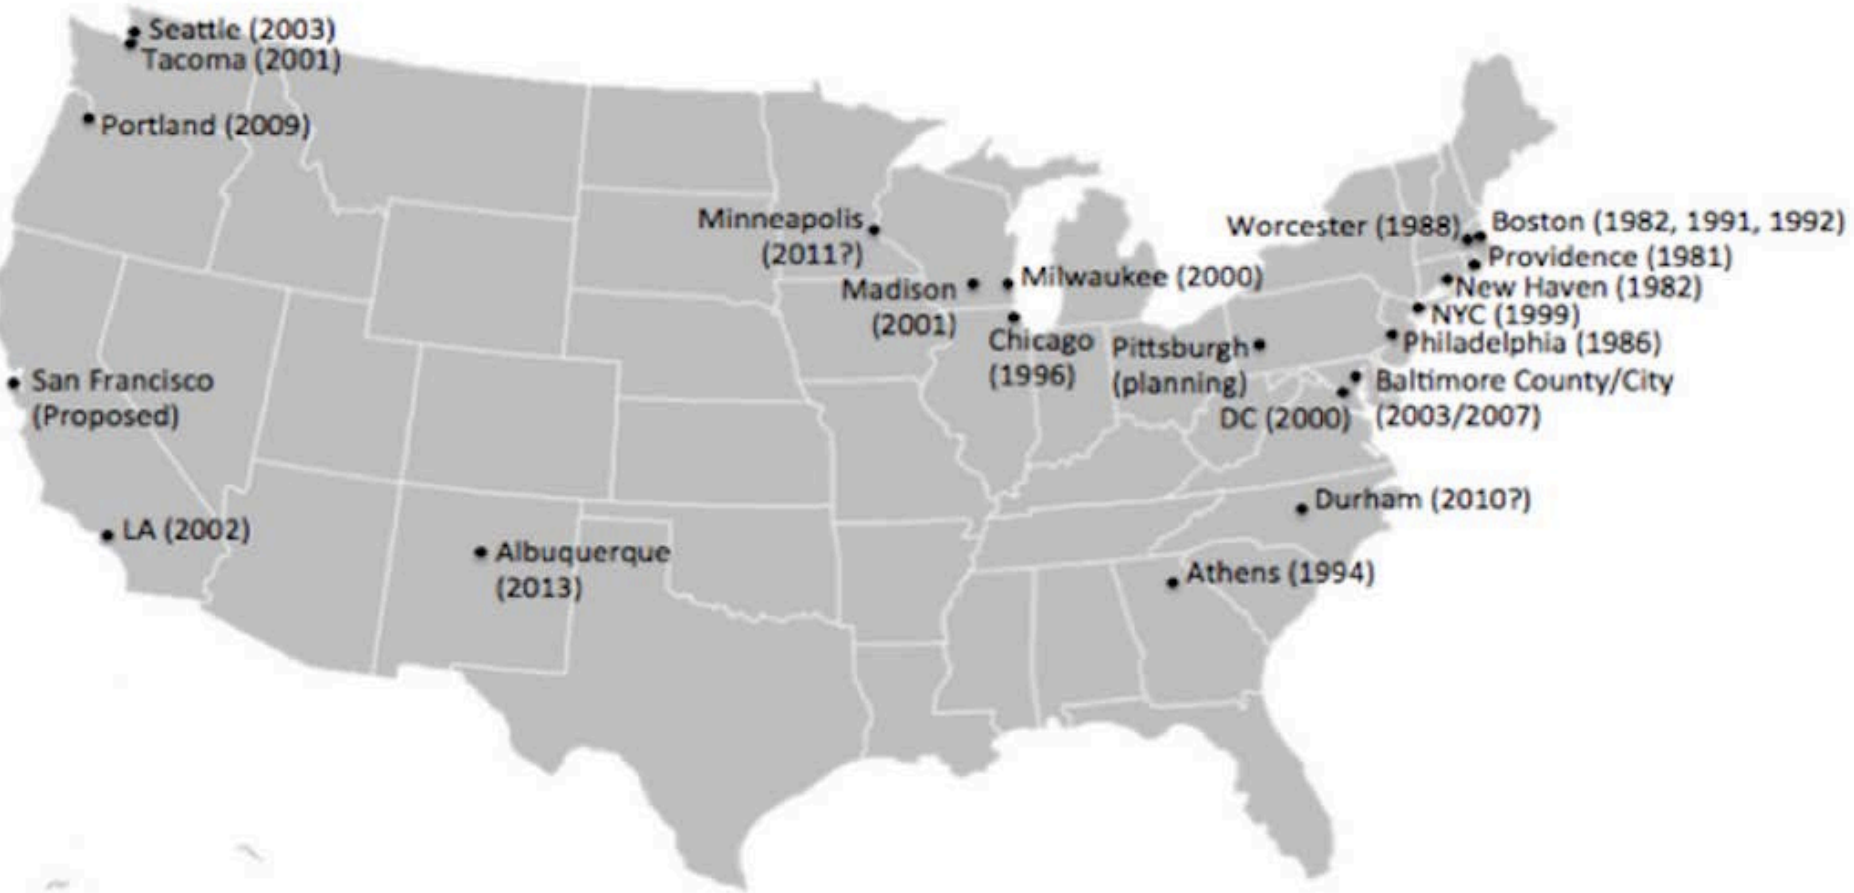 Seattle (2003)
Tacoma (2001)
Portland (2009)
San Francisco
(Proposed)
LA (2002)
Albuquerque
(2013)
Minneapolis
(2011?)
Madison
(2001)
Milwaukee (2000)
Chicago
(1996)
Pittsburgh
(planning)
Worcester (1988)
Boston (1982, 1991, 1992)
Providence (1981)
New Haven (1982)
NYC (1999)
Philadelphia (1986)
Baltimore County/City
(2003/2007)
DC (2000)
Durham (2010?)
Athens (1994)